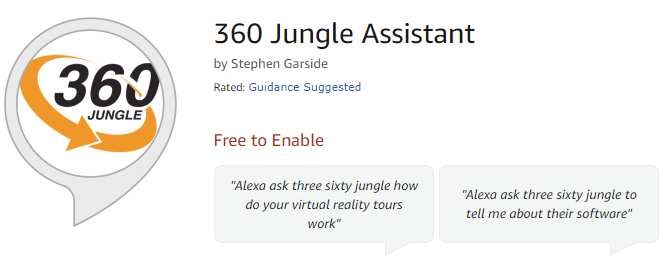 360
JUNGLE
360 Jungle Assistant
by Stephen Garside
Rated: Guidance Suggested
Free to Enable
"Alexa ask three sixty jungle how
do your virtual reality tours
work"
"Alexa ask three sixty jungle to
tell me about their software"